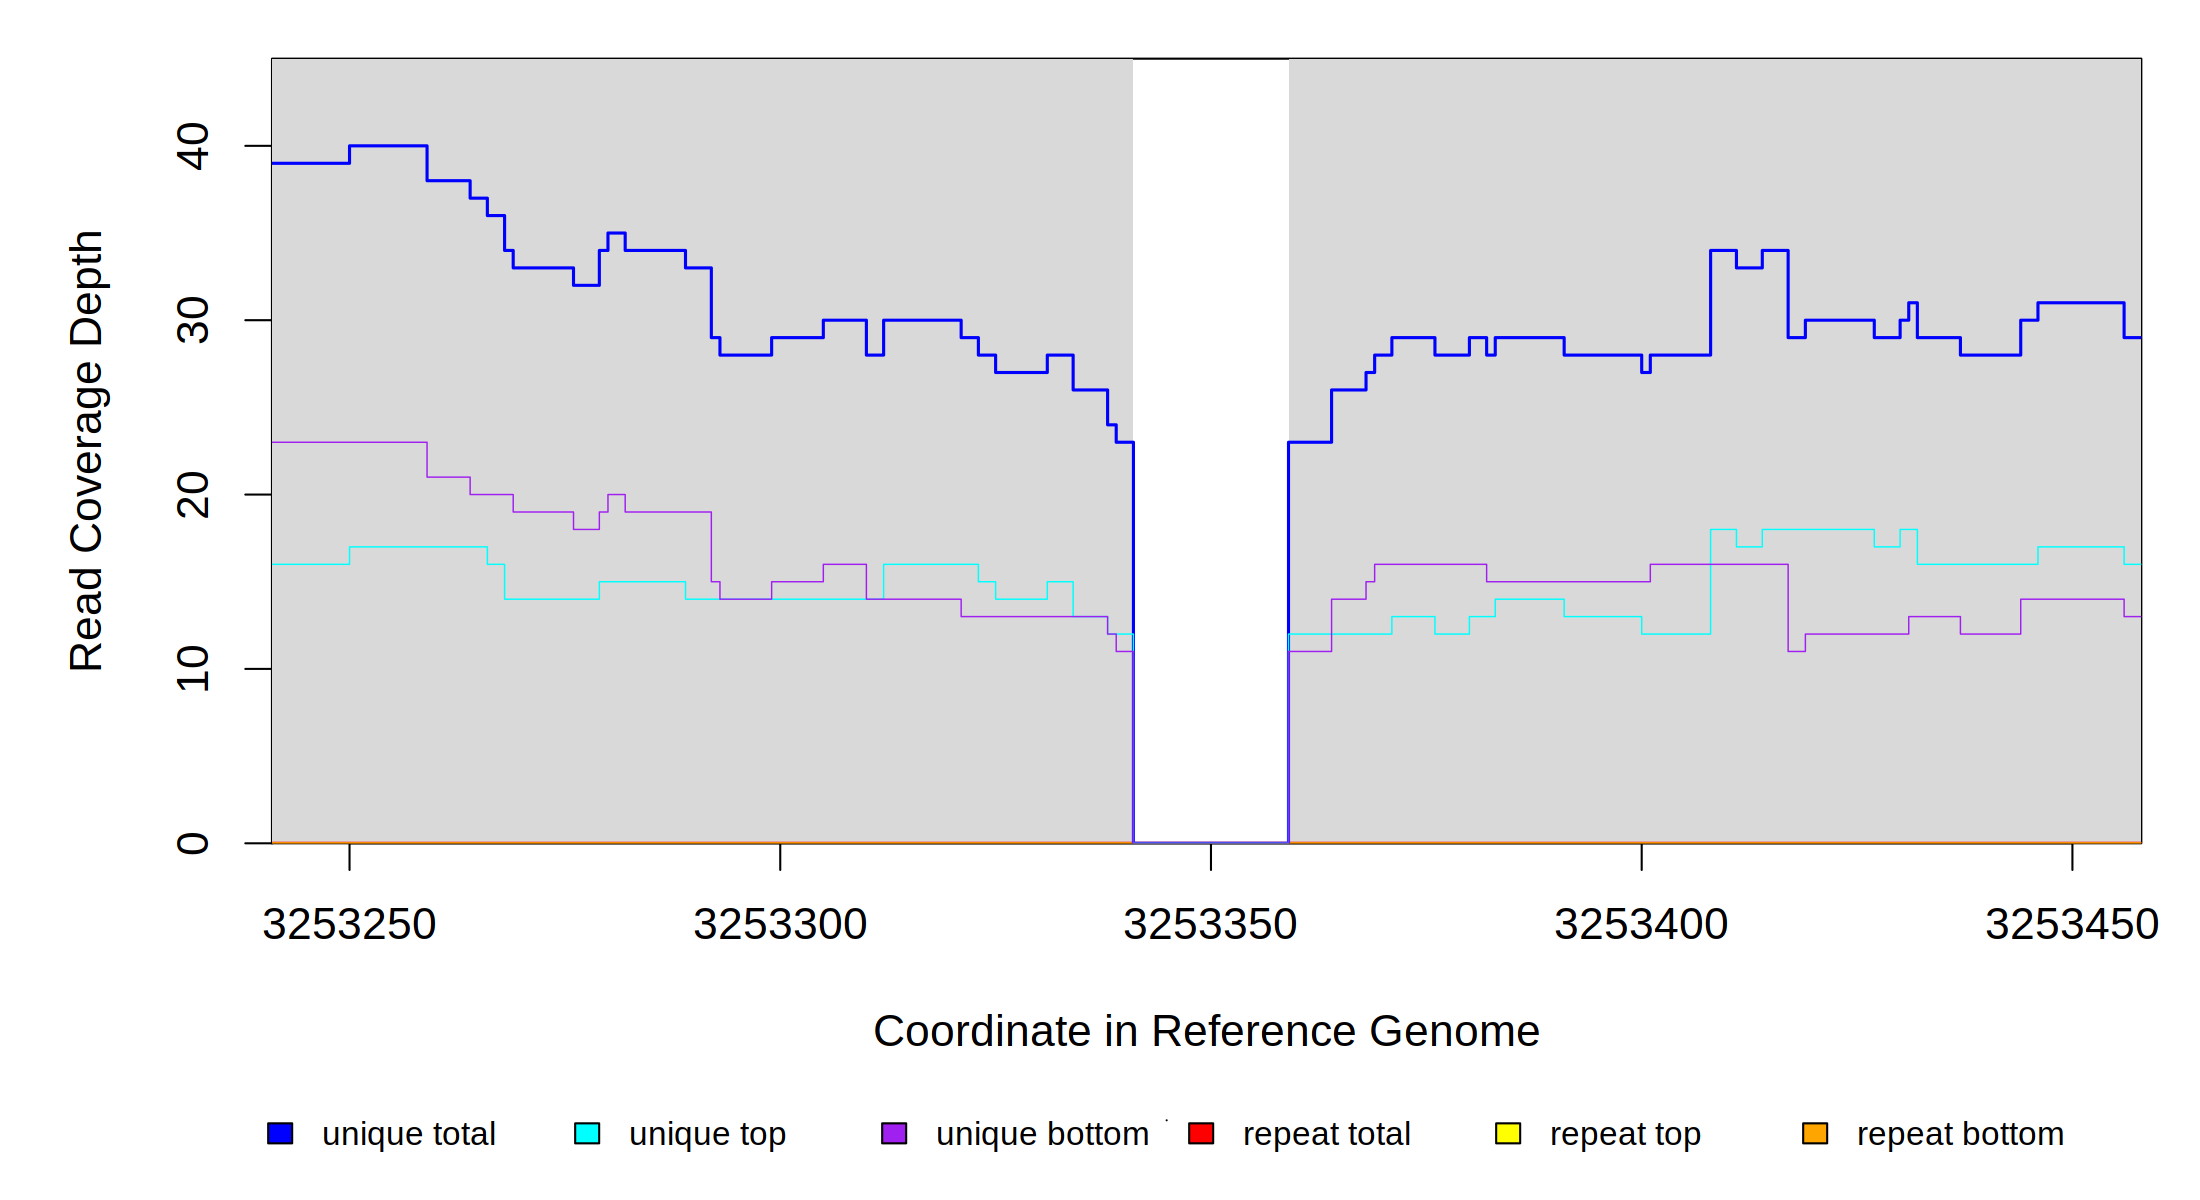 40
30
20
10
0
Read Coverage Depth
3253250 3253300 3253350 3253400 3253450
Coordinate in Reference Genome
unique total unique top unique bottom repeat total repeat top repeat bottom